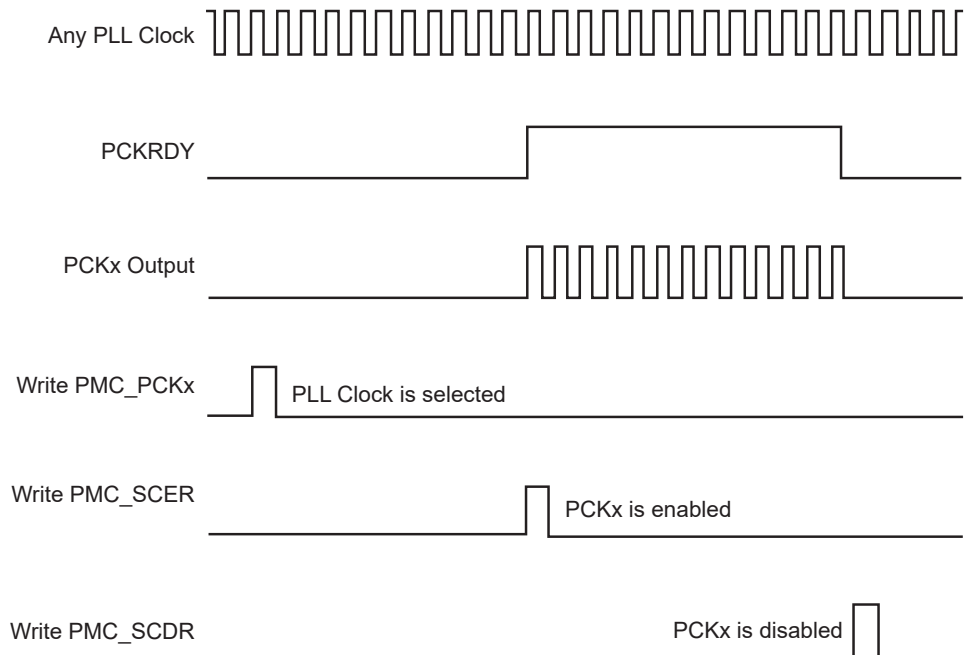 Any PLL Clock
PCKRDY
PCKx Output
Write PMC_PCKx
PLL Clock is selected
Write PMC_SCER
PCKx is enabled
Write PMC_SCDR
PCKx is disabled